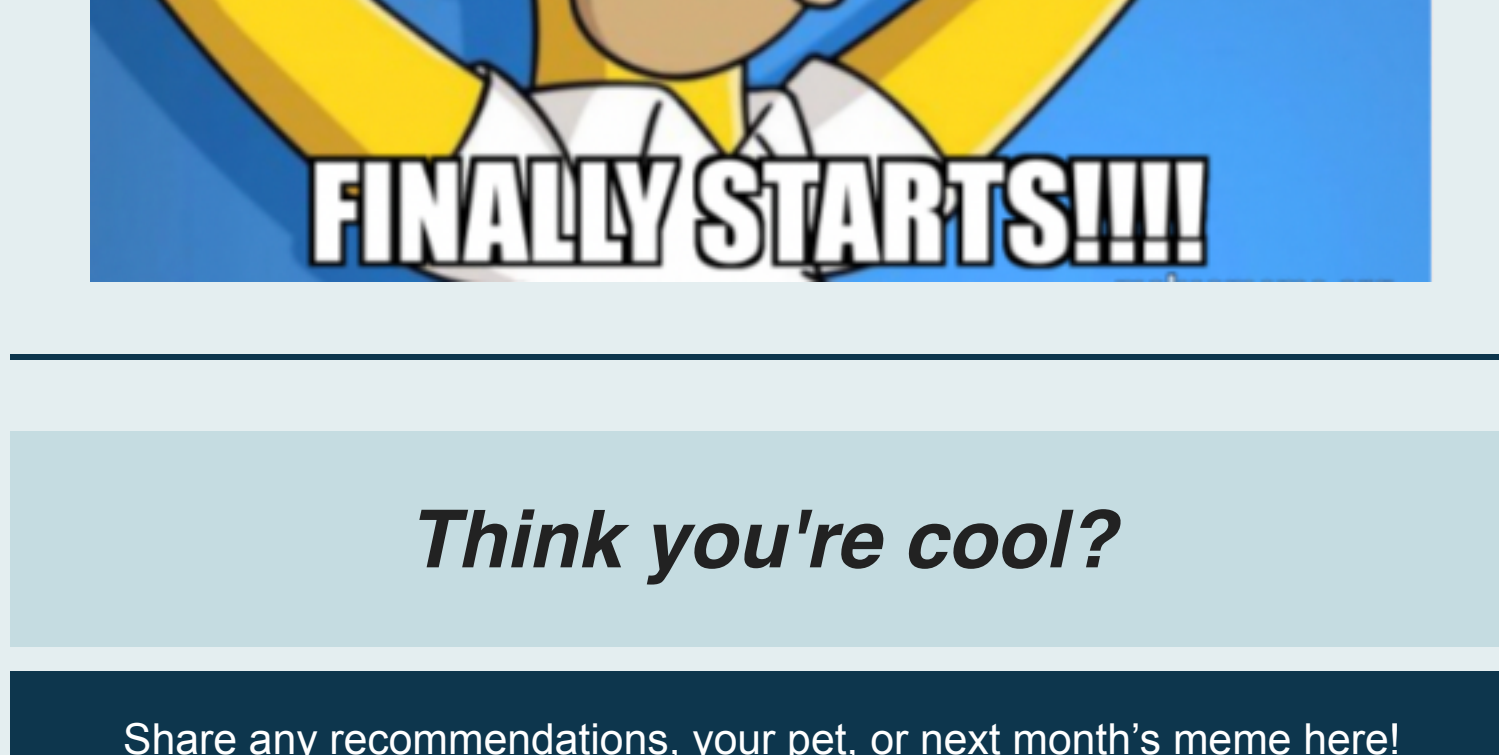 FINALLY STARTS!!!!
Think you're cool?
Share any recommendations, your pet, or next month’s meme here!